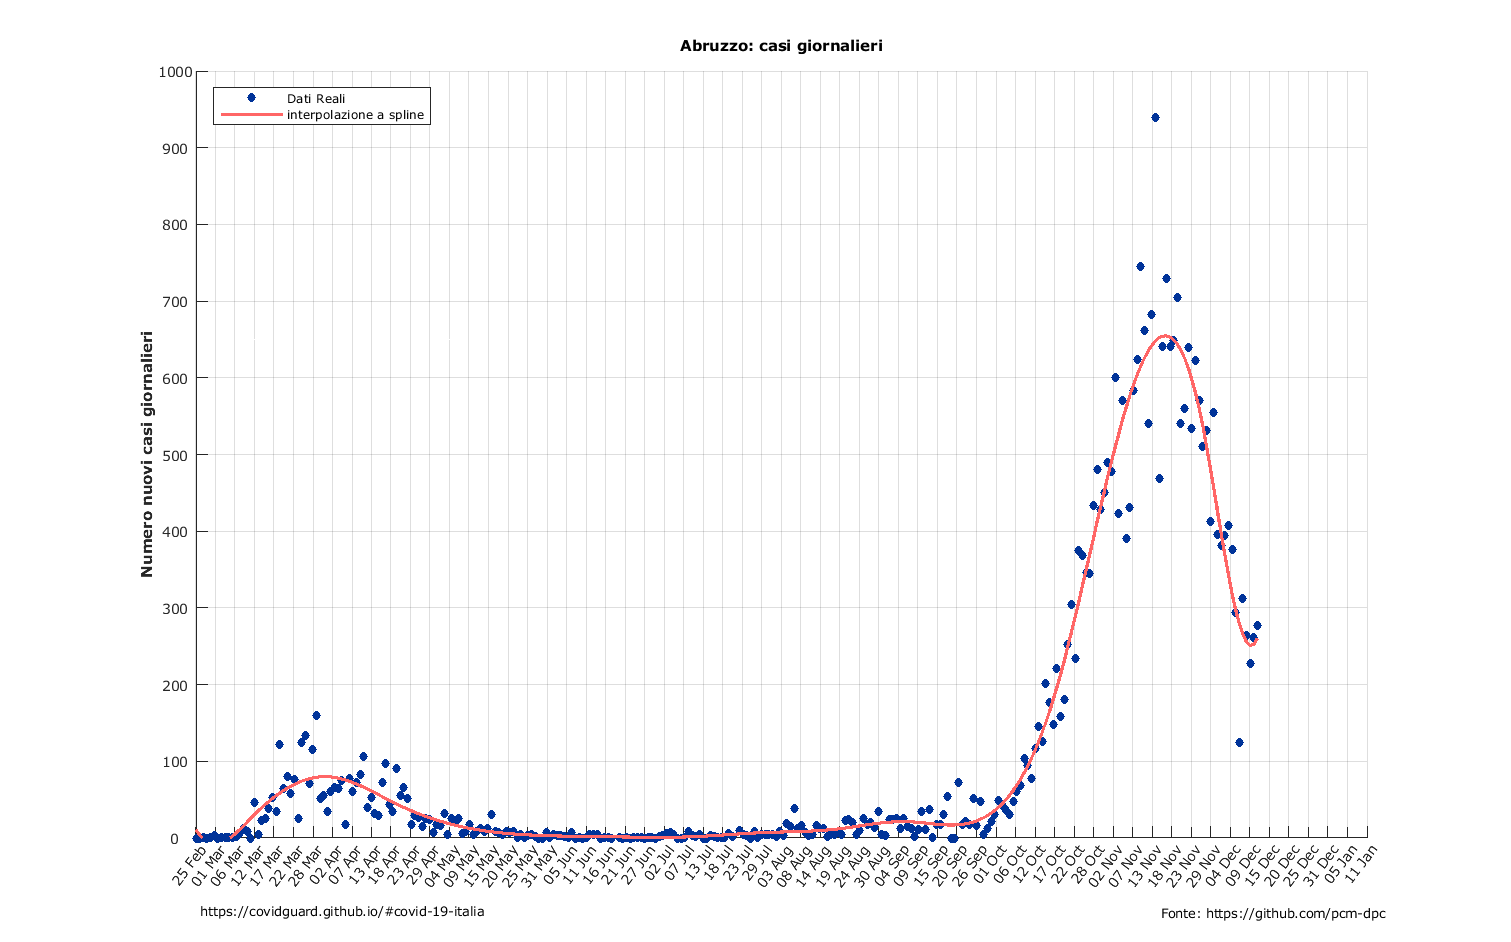 Abruzzo: casi giornalieri
Dati Reali
interpolazione a spline
Numero nuovi casi giornalieri
1000
900
800
700
600
500
400
300
200
100
0
25 Feb
01 Mar
06 Mar
12 Mar
17 Mar
22 Mar
28 Mar
02 Apr
07 Apr
13 Apr
18 Apr
23 Apr
29 Apr
04 May
09 May
15 May
20 May
25 May
31 May
05 Jun
11 Jun
16 Jun
21 Jun
27 Jun
02 Jul
07 Jul
13 Jul
18 Jul
23 Jul
29 Jul
03 Aug
08 Aug
14 Aug
19 Aug
24 Aug
30 Aug
04 Sep
09 Sep
15 Sep
20 Sep
26 Sep
01 Oct
06 Oct
12 Oct
17 Oct
22 Oct
28 Oct
02 Nov
07 Nov
13 Nov
18 Nov
23 Nov
29 Nov
04 Dec
09 Dec
15 Dec
20 Dec
25 Dec
31 Dec
05 Jan
11 Jan
https://covidguard.github.io/#covid-19-italia
Fonte: https://github.com/pcm-dpc